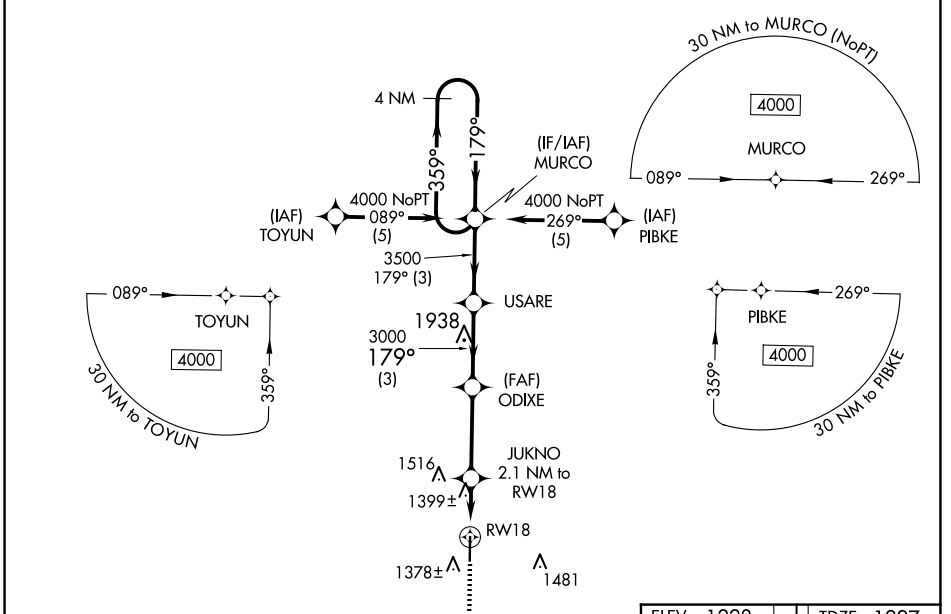 30 NM to MURCO (NoPT)
4000
MURCO
089°
269°
4 NM
359°
179°
(IF/IAF)
MURCO
(IAF)
TOYUN
4000 NoPT
089°
(5)
4000 NoPT
269°
(5)
(IAF)
PIBKE
3500
179° (3)
USARE
1938
3000
179°
(3)
(FAF)
ODIXE
089°
TOYUN
4000
359°
30 NM to TOYUN
269°
PIBKE
4000
359°
30 NM to PIBKE
JUKNO
2.1 NM to
RW18
1516
1399±
RW18
1378±
1481